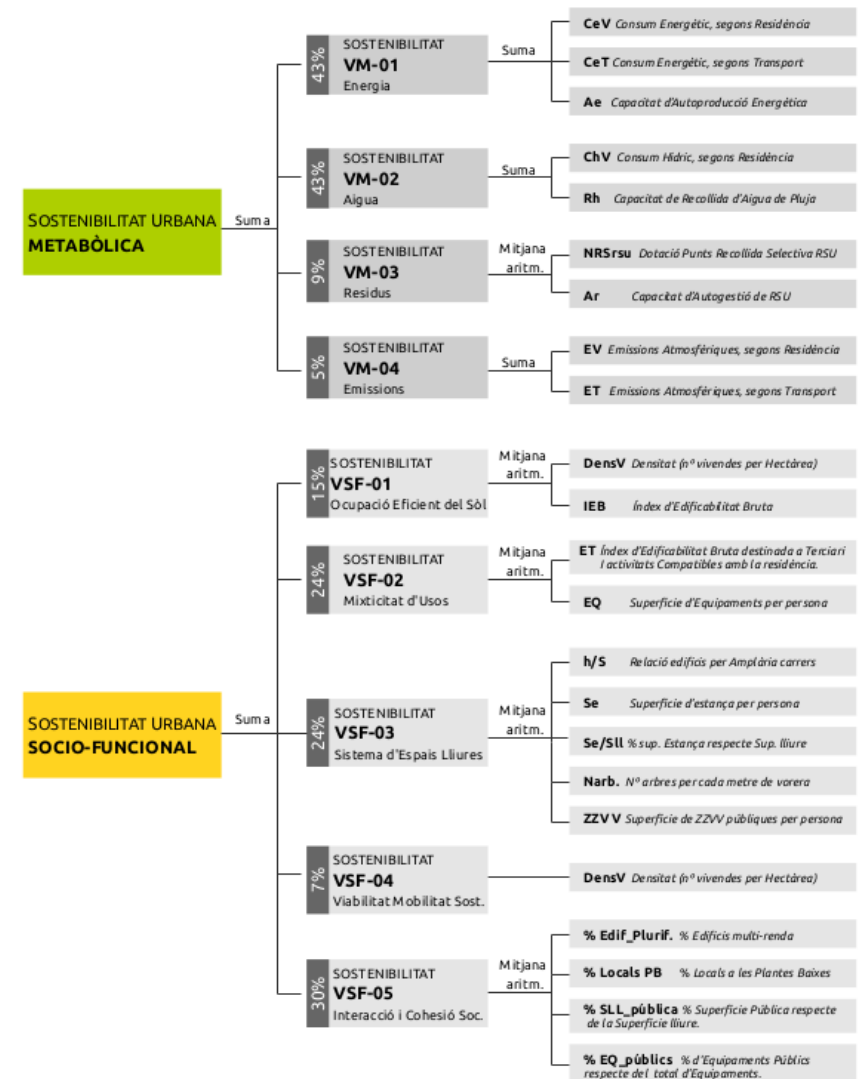 SOSTENIBILITAT URBANA
METABÒLICA
Suma
43%
SOSTENIBILITAT
VM-01
Energia
Suma
CeV Consum Energétic, segons Residència
CeT Consum Energétic, segons Transport
Ae Capacitat d'Autoproducció Energètica
43%
SOSTENIBILITAT
VM-02
Aigua
Suma
ChV Consum Hídric, segons Residència
Rh Capacitat de Recollida d'Aigua de Pluja
9%
SOSTENIBILITAT
VM-03
Residus
Mitjana
aritm.
NRSrsu Dotació Punts Recollida Selectiva RSU
Ar Capacitat d'Autogestió de RSU
5%
SOSTENIBILITAT
VM-04
Emissions
Suma
EV Emissions Atmosfèriques, segons Residència
ET Emissions Atmosfèriques, segons Transport
SOSTENIBILITAT URBANA
SOCIO-FUNCIONAL
Suma
15%
SOSTENIBILITAT
VSF-01
Ocupació Eficient del Sòl
Mitjana
aritm.
DensV Densitat (nº vivendes per Hectàrea)
IEB Índex d'Edificabilitat Bruta
24%
SOSTENIBILITAT
VSF-02
Mixticitat d'Usos
Mitjana
aritm.
ET Índex d'Edificabilitat Bruta destinada a Terciari
I activitats Compatibles amb la residència.
EQ Superfície d'Equipaments per persona
24%
SOSTENIBILITAT
VSF-03
Sistema d'Espais Lliures
Mitjana
aritm.
h/S Relació edificis per Amplària carrers
Se Superfície d'estança per persona
Se/Sll % sup. Estança respecte Sup. lliure
Narb. Nº arbres per cada metre de vorera
ZZVV Superfície de ZZVV públiques per persona
7%
SOSTENIBILITAT
VSF-04
Viabilitat Mobilitat Sost.
DensV Densitat (nº vivendes per Hectàrea)
30%
SOSTENIBILITAT
VSF-05
Interacció i Cohesió Soc.
Mitjana
aritm.
% Edif_Plurif. % Edificis multi-renda
% Locals PB % Locals a les Plantes Baixes
% SLL_pública % Superfície Pública respecte
de la Superfície lliure.
% EQ_públics % d'Equipaments Públics
respecte del total d'Equipaments.